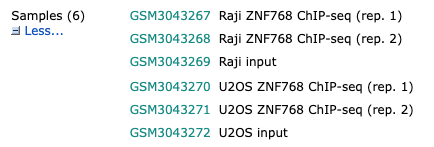 Samples (6) GSM3043267 Raji ZNF768 ChIP-seq (rep. 1)
Less... GSM3043268 Raji ZNF768 ChIP-seq (rep. 2)
GSM3043269 Raji input
GSM3043270 U2OS ZNF768 ChIP-seq (rep. 1)
GSM3043271 U2OS ZNF768 ChIP-seq (rep. 2)
GSM3043272 U2OS input